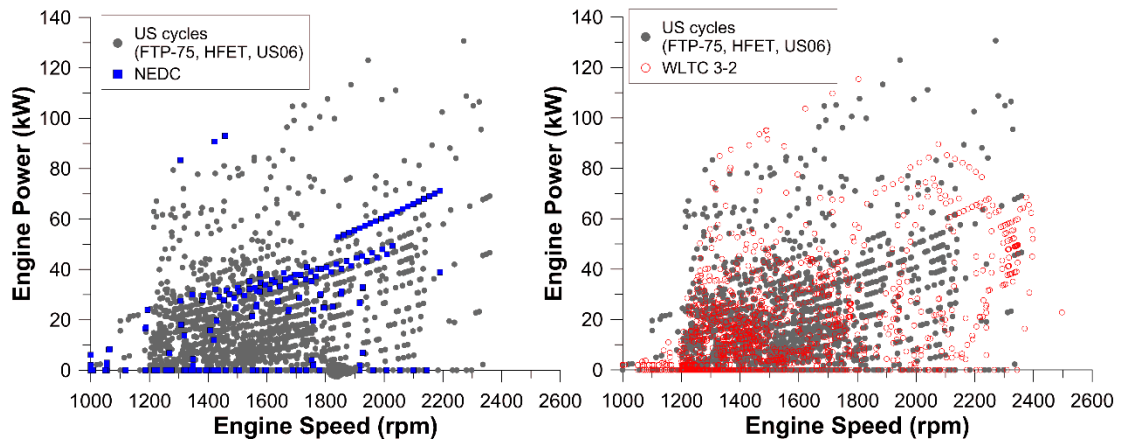 140
US cycles
(FTP-75, HFET, US06)
NEDC
120
100
80
60
40
20
0
Engine Power (kW)
1000 1200 1400 1600 1800 2000 2200 2400 2600
Engine Speed (rpm)
140
US cycles
(FTP-75, HFET, US06)
WLTC 3-2
120
100
80
60
40
20
0
Engine Power (kW)
1000 1200 1400 1600 1800 2000 2200 2400 2600
Engine Speed (rpm)